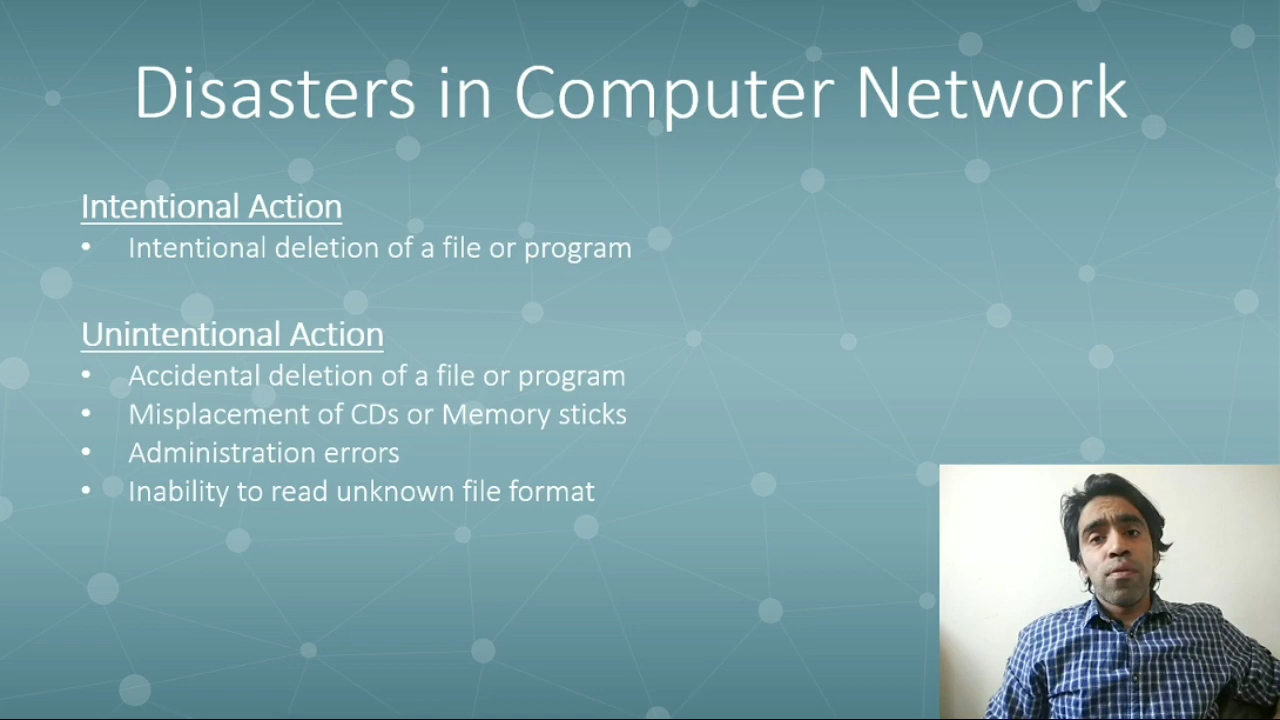 Disasters in Computer Network
Intentional Action
• Intentional deletion of a file or program
Unintentional Action
• Accidental deletion of a file or program
• Misplacement of CDs or Memory sticks
• Administration errors
• Inability to read unknown file format